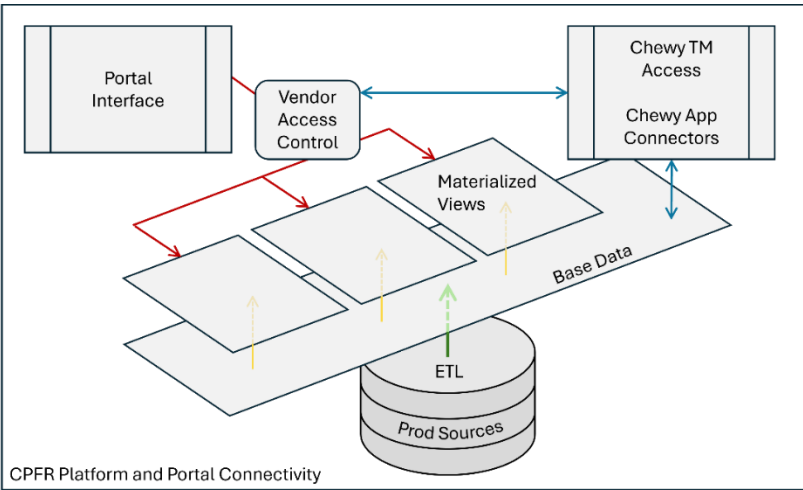 Portal
Interface
Vendor
Access
Control
Chewy TM
Access
Chewy App
Connectors
Materialized
Views
Base Data
ETL
Prod Sources
CPFR Platform and Portal Connectivity